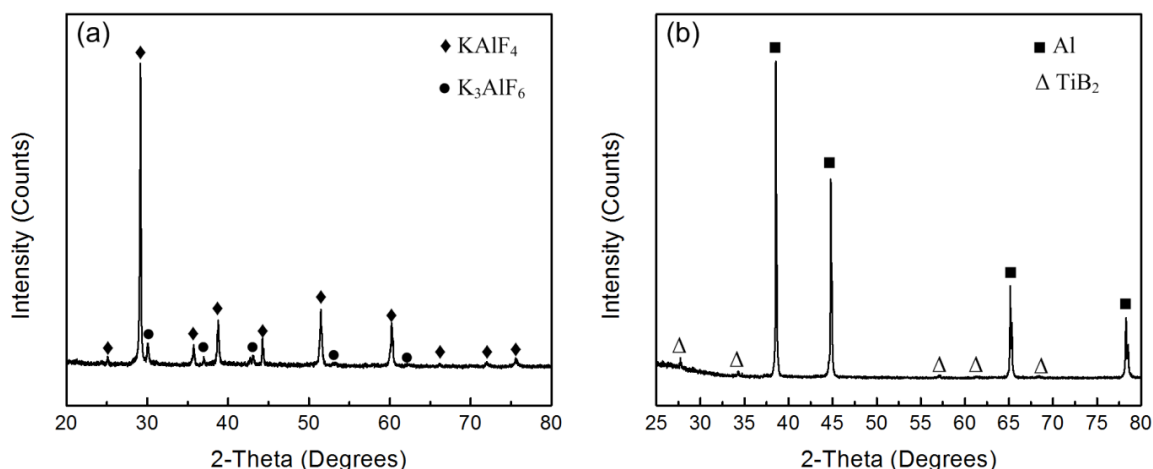 (a)
◆ KAlF₄
● K₃AlF₆
Intensity (Counts)
20 30 40 50 60 70 80
2-Theta (Degrees)
(b)
■ Al
Δ TiB₂
Intensity (Counts)
25 30 35 40 45 50 55 60 65 70 75 80
2-Theta (Degrees)